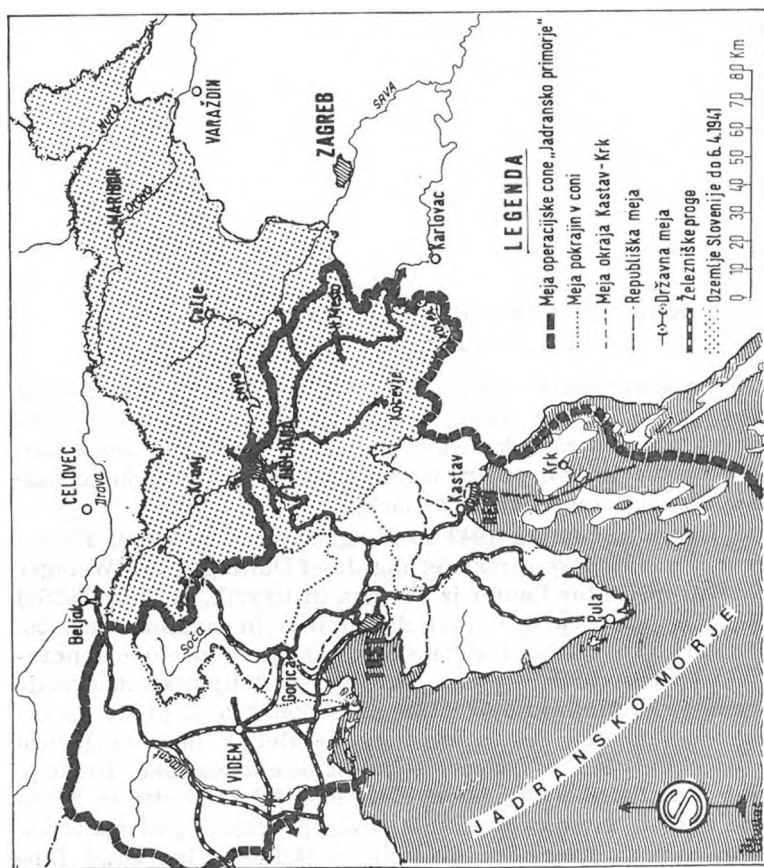 CELOVEC
Drava
Beljak
MARIBOR
Drava
Mura
VARAŽDIN
Kranj
Celje
Sava
Soča
LJUBLJANA
ZAGREB
SAVA
VIDEM
Gorica
N.Mesto
Kočevje
Karlovac
TRST
Kastav
REKA
Krk
Pula
JADRANSKO MORJE
S
LEGENDA
Meja operacijske cone „Jadransko primorje"
Meja pokrajin v coni
Meja okraja Kastav-Krk
Republiška meja
Državna meja
Železniške proge
Ozemlje Slovenije do 6.4.1941
0 10 20 30 40 50 60 70 80 Km